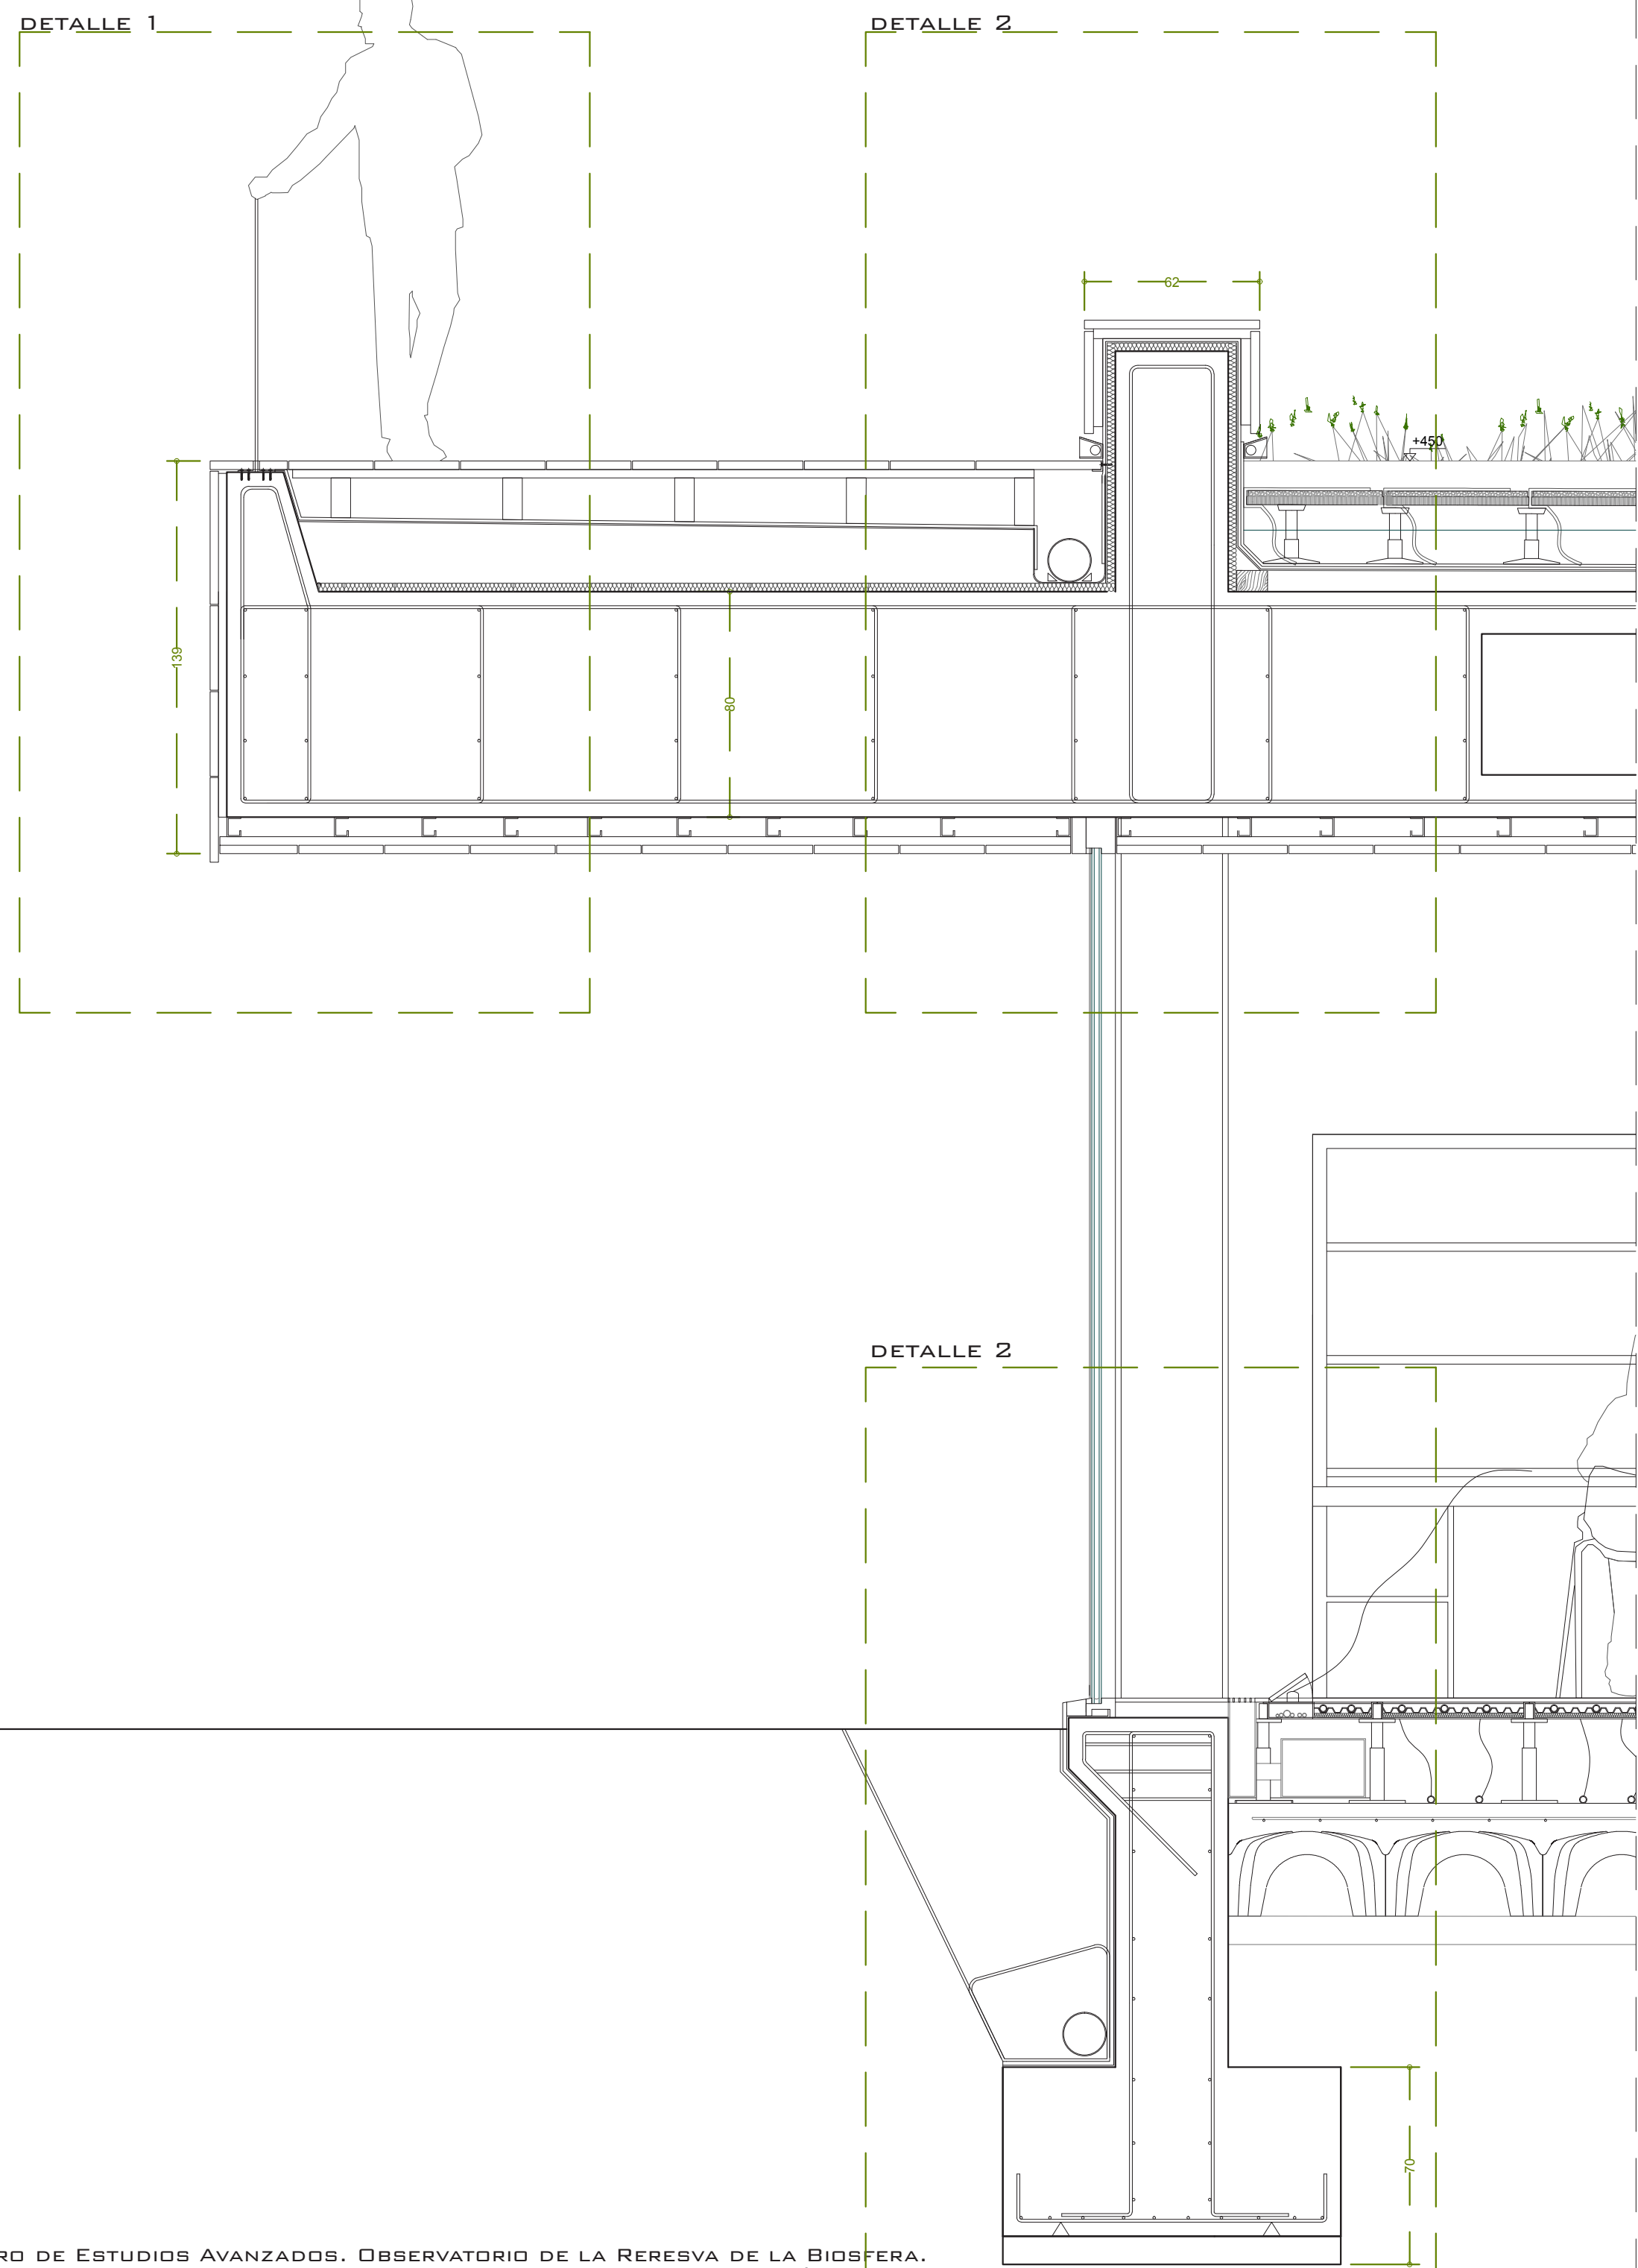 DETALLE 1
DETALLE 2
62
+450
139
80
DETALLE 2
70
RO DE ESTUDIOS AVANZADOS. OBSERVATORIO DE LA RERESVA DE LA BIOSFERA.